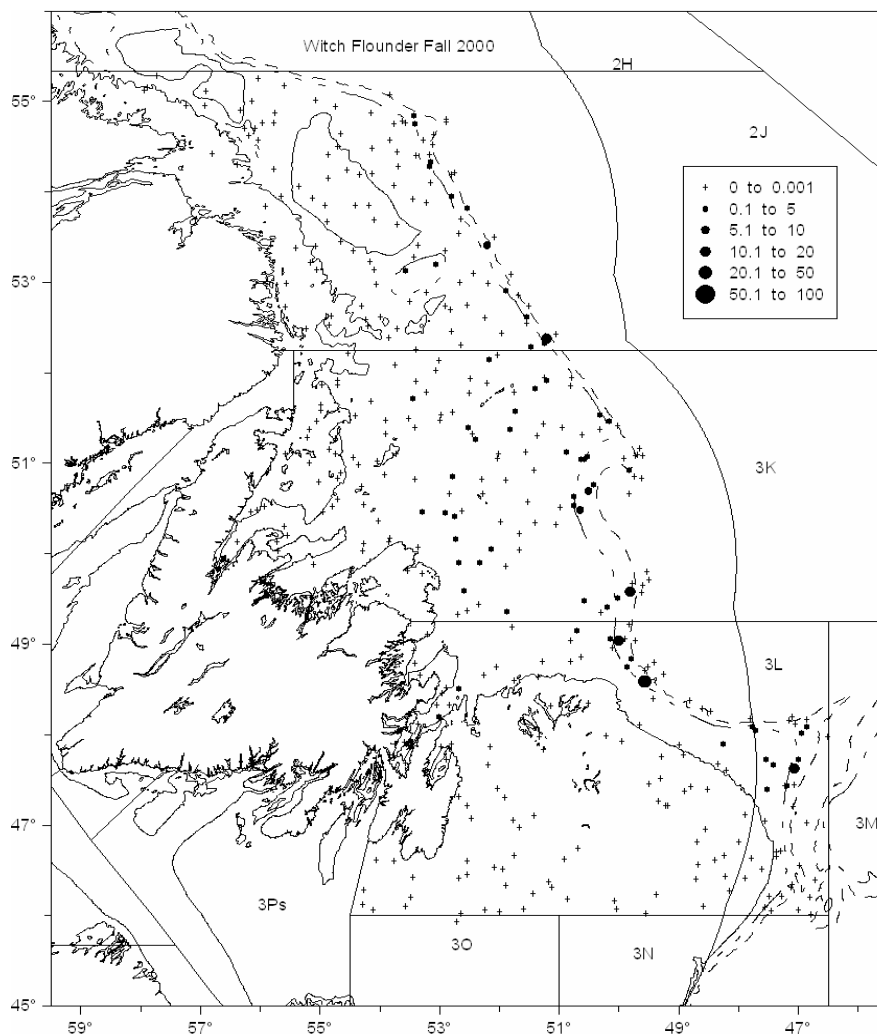 Witch Flounder Fall 2000
2H
55°
2J
0 to 0.001
0.1 to 5
5.1 to 10
10.1 to 20
20.1 to 50
50.1 to 100
53°
51°
3K
49°
3L
47°
3M
3Ps
3O
3N
45°
59°
57°
55°
53°
51°
49°
47°